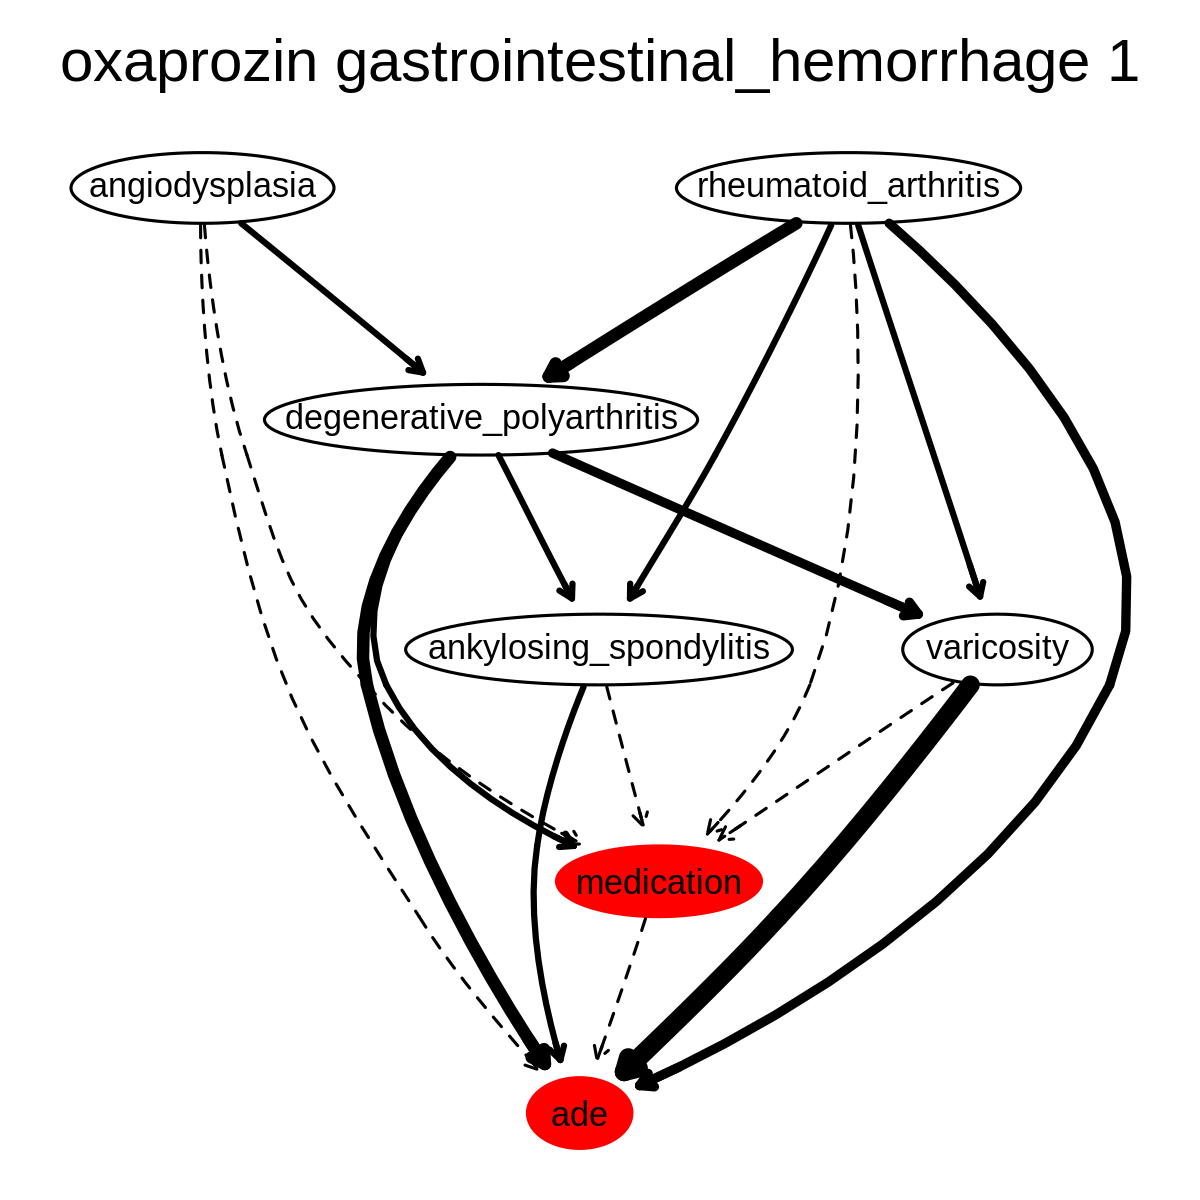 oxaprozin gastrointestinal_hemorrhage 1
angiodysplasia
rheumatoid_arthritis
degenerative_polyarthritis
ankylosing_spondylitis
varicosity
medication
ade